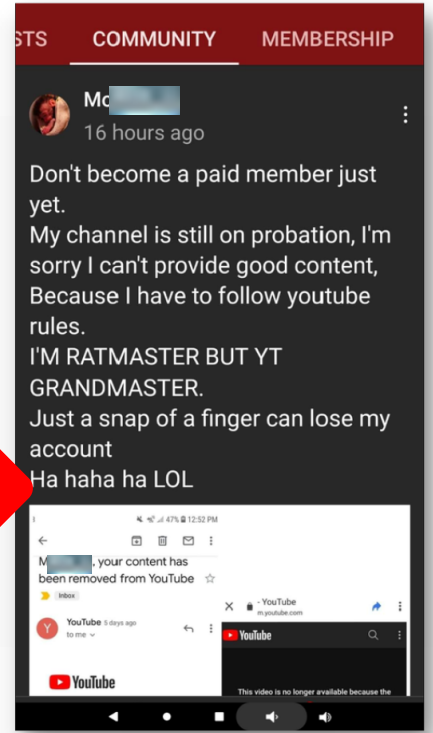 STS COMMUNITY MEMBERSHIP
Mc
16 hours ago
Don't become a paid member just
yet.
My channel is still on probation, I'm
sorry I can't provide good content,
Because I have to follow youtube
rules.
I'M RATMASTER BUT YT
GRANDMASTER.
Just a snap of a finger can lose my
account
Ha haha ha LOL
47% 12:52 PM
M , your content has
been removed from YouTube
Inbox
Y
YouTube 5 days ago
to me
YouTube
- YouTube
m.youtube.com
YouTube
This video is no longer available because the